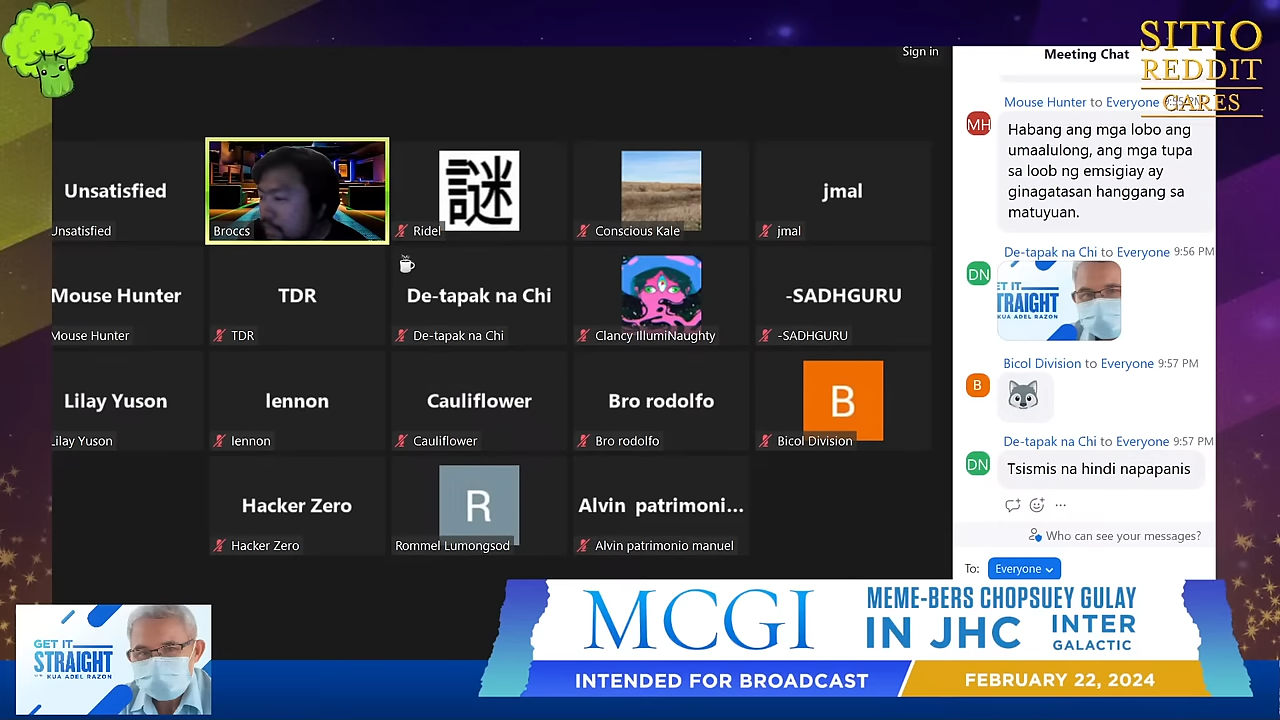 SITIO
REDDIT
CARES
Sign in
Meeting Chat
Unsatisfied
Unsatisfied
Broccs
謎
Ridel
Conscious Kale
jmal
jmal
Mouse Hunter
Mouse Hunter
TDR
TDR
De-tapak na Chi
De-tapak na Chi
Clancy IllumiNaughty
-SADHGURU
-SADHGURU
Lilay Yuson
Lilay Yuson
lennon
lennon
Cauliflower
Cauliflower
Bro rodolfo
Bro rodolfo
B
Bicol Division
Hacker Zero
Hacker Zero
R
Rommel Lumongsod
Alvin patrimoni...
Alvin patrimonio manuel
Mouse Hunter to Everyone
MH
Habang ang mga lobo ang
umaalulong, ang mga tupa
sa loob ng emsigiay ay
ginagatasan hanggang sa
matuyuan.
De-tapak na Chi to Everyone 9:56 PM
DN
ET IT
TRAIGHT
KUA ADEL RAZON
Bicol Division to Everyone 9:57 PM
B
De-tapak na Chi to Everyone 9:57 PM
DN
Tsismis na hindi napapanis
Who can see your messages?
To: Everyone
GET IT
STRAIGHT
KUA ADEL RAZON
MCGI
MEME-BERS CHOPSUEY GULAY
IN JHC
INTER
GALACTIC
INTENDED FOR BROADCAST
FEBRUARY 22, 2024